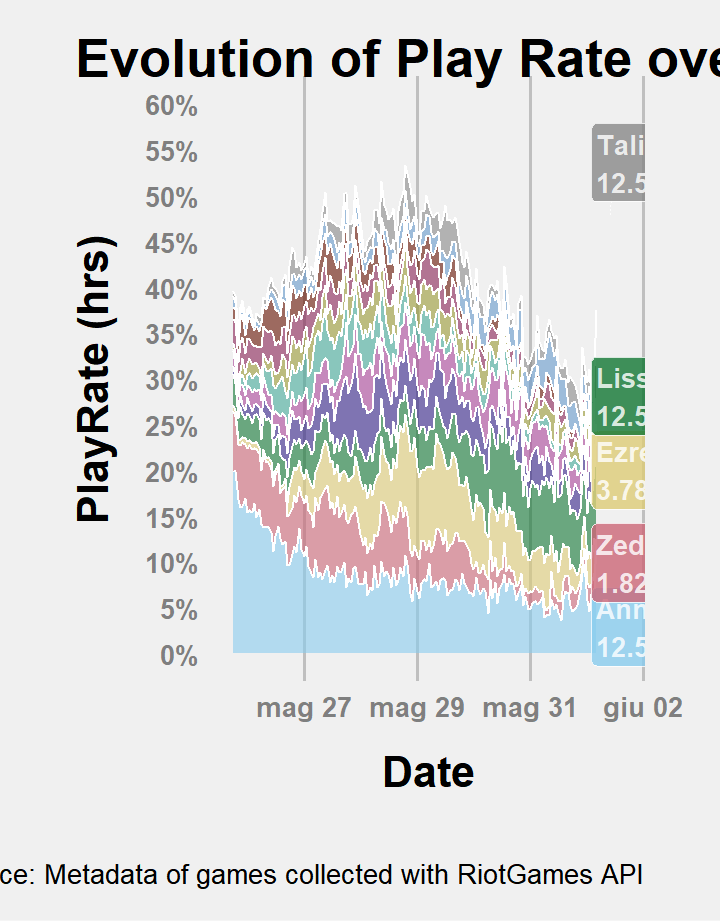 Evolution of Play Rate ove
60%
55%
50%
45%
40%
35%
30%
25%
20%
15%
10%
5%
0%
PlayRate (hrs)
Tali
12.5
Liss
12.5
Ezre
3.78
Zed
1.82
Ann
12.5
mag 27 mag 29 mag 31 giu 02
Date
ce: Metadata of games collected with RiotGames API